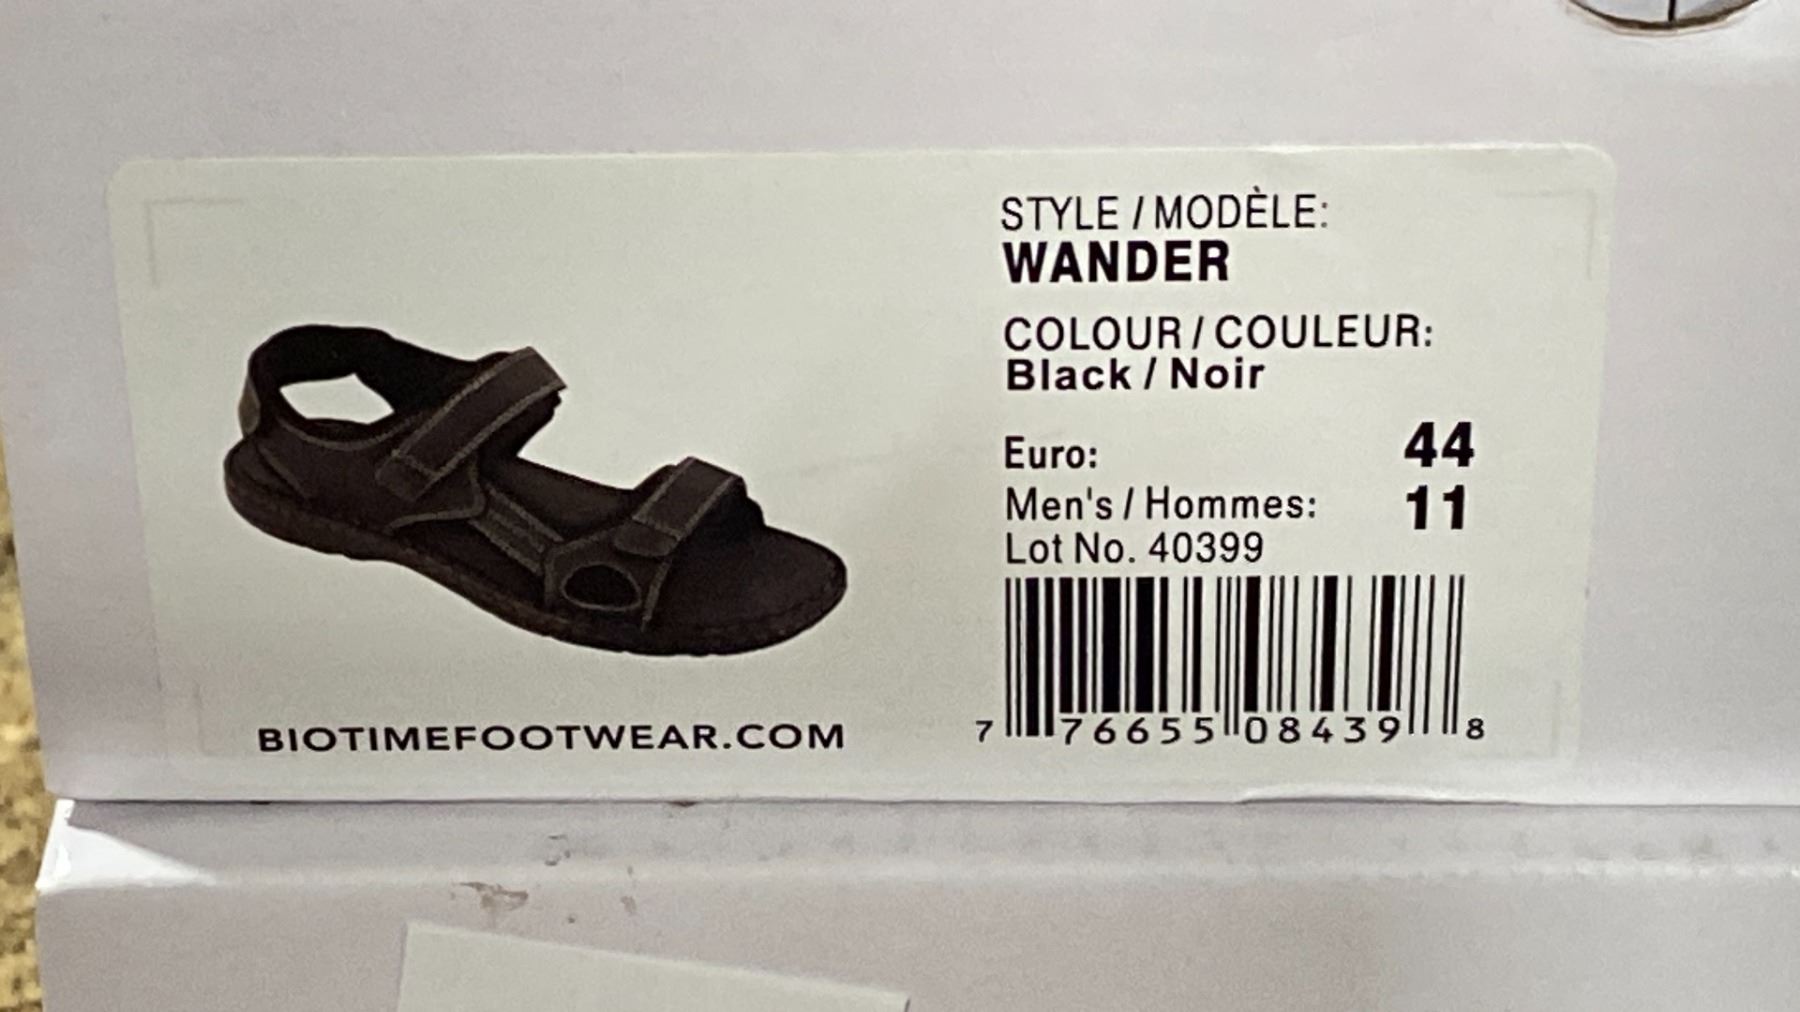 STYLE / MODÈLE:
WANDER
COLOUR / COULEUR:
Black / Noir
Euro: 44
Men's / Hommes: 11
Lot No. 40399
7 76655 08439 8
BIOTIMEFOOTWEAR.COM